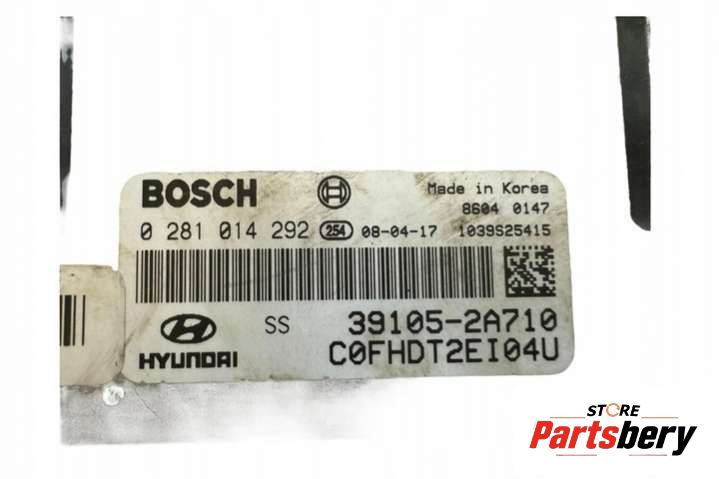 BOSCH
Made in Korea
8604 0147
0 281 014 292 254 08-04-17 1039S25415
HYUNDAI
SS 39105-2A710
C0FHDT2EI04U
STORE
Partsbery